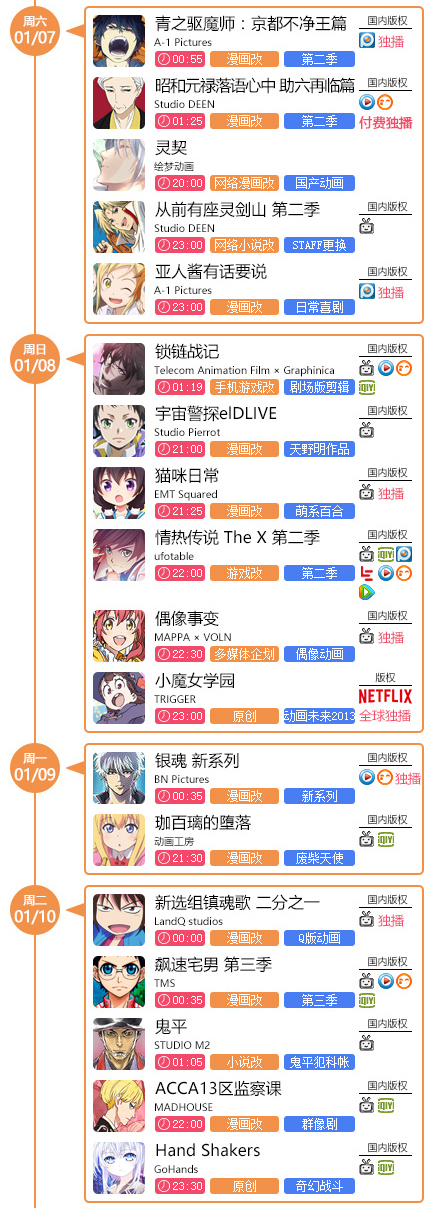 周六
01/07
青之驱魔师：京都不净王篇
A-1 Pictures
00:55 漫画改 第二季
国内版权
独播
昭和元禄落语心中 助六再临篇
Studio DEEN
01:25 漫画改 第二季
国内版权
付费独播
灵契
绘梦动画
20:00 网络漫画改 国产动画
从前有座灵剑山 第二季
Studio DEEN
23:00 网络小说改 STAFF更换
国内版权
亚人酱有话要说
A-1 Pictures
23:00 漫画改 日常喜剧
国内版权
独播
周日
01/08
锁链战记
Telecom Animation Film × Graphinica
01:19 手机游戏改 剧场版剪辑
国内版权
iQIY
宇宙警探elDLIVE
Studio Pierrot
21:00 漫画改 天野明作品
国内版权
猫咪日常
EMT Squared
21:25 漫画改 萌系百合
国内版权
独播
情热传说 The X 第二季
ufotable
22:00 游戏改 第二季
国内版权
iQIY
偶像事变
MAPPA × VOLN
22:30 多媒体企划 偶像动画
国内版权
独播
小魔女学园
TRIGGER
23:00 原创 动画未来2013
版权
NETFLIX
全球独播
周一
01/09
银魂 新系列
BN Pictures
00:35 漫画改 新系列
国内版权
独播
珈百璃的堕落
动画工房
21:30 漫画改 废柴天使
国内版权
iQIY
周二
01/10
新选组镇魂歌 二分之一
LandQ studios
00:00 漫画改 Q版动画
国内版权
独播
飙速宅男 第三季
TMS
00:35 漫画改 第三季
国内版权
iQIY
鬼平
STUDIO M2
01:05 小说改 鬼平犯科帐
国内版权
ACCA13区监察课
MADHOUSE
22:00 漫画改 群像剧
国内版权
iQIY
Hand Shakers
GoHands
23:30 原创 奇幻战斗
国内版权
iQIY